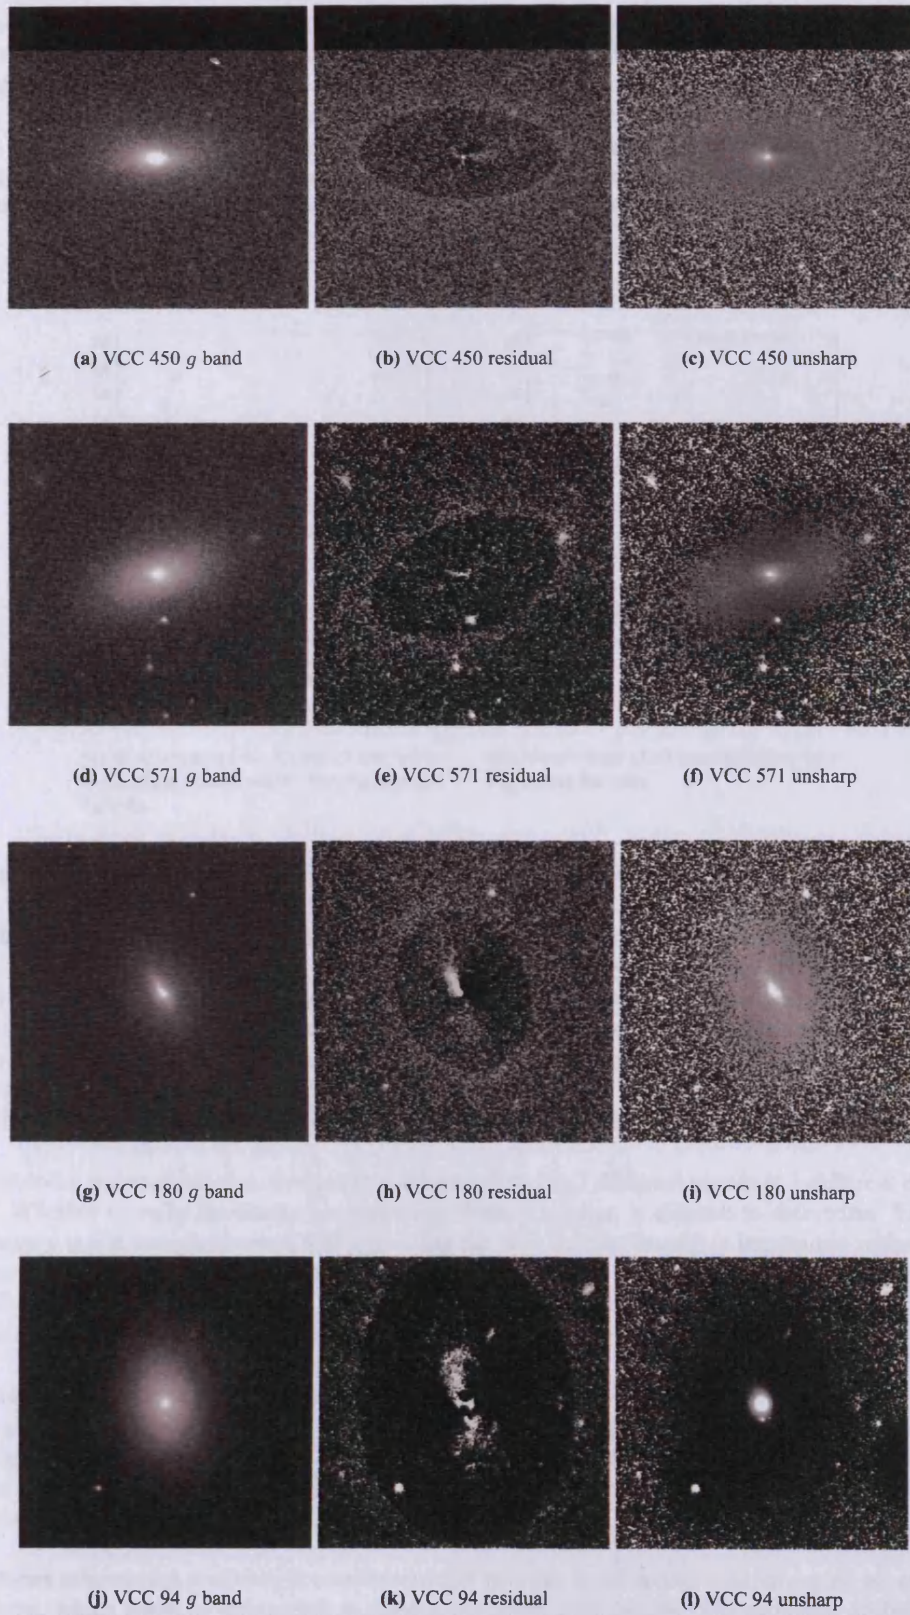 (a) VCC 450 g band
(b) VCC 450 residual
(c) VCC 450 unsharp
(d) VCC 571 g band
(e) VCC 571 residual
(f) VCC 571 unsharp
(g) VCC 180 g band
(h) VCC 180 residual
(i) VCC 180 unsharp
(j) VCC 94 g band
(k) VCC 94 residual
(l) VCC 94 unsharp